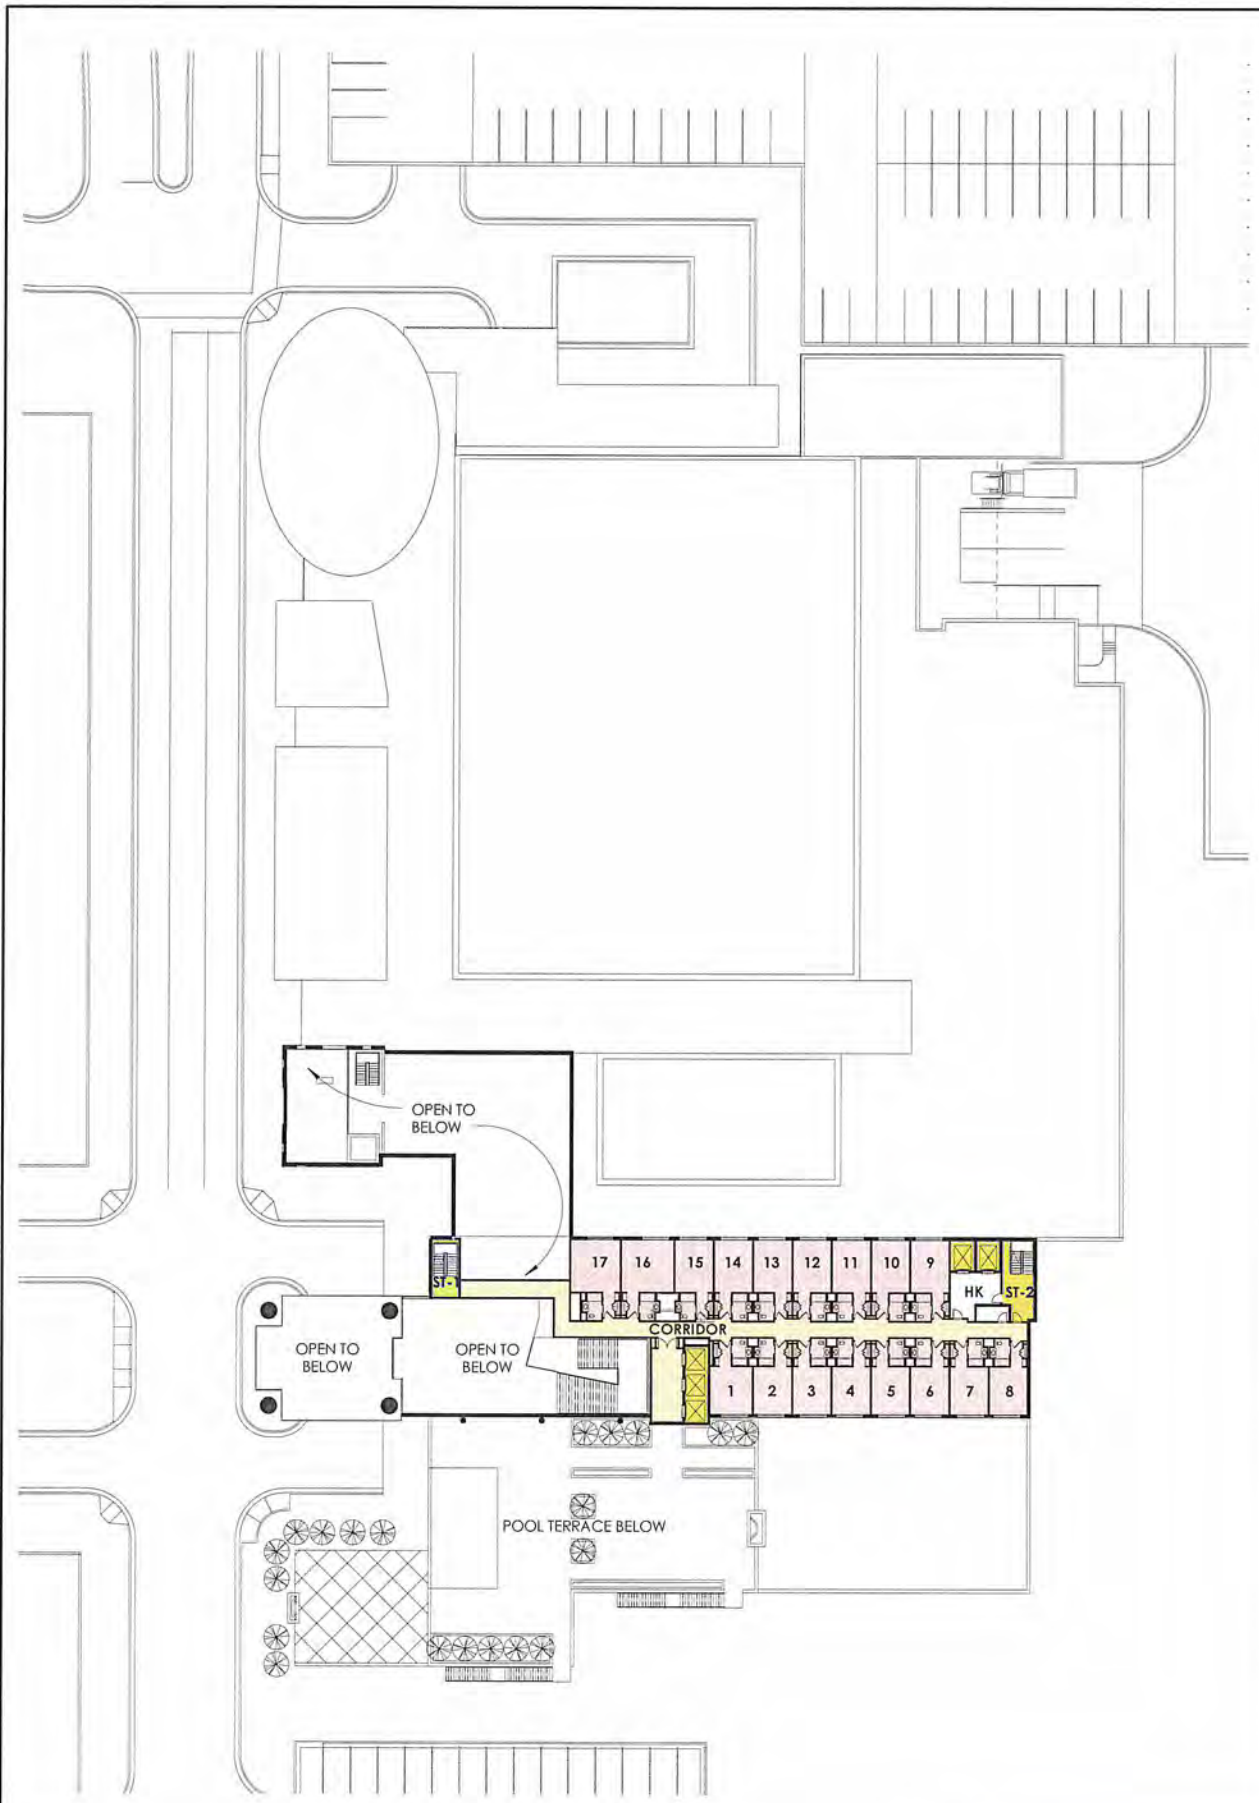 OPEN TO
BELOW
17 16 15 14 13 12 11 10 9
ST-1
HK
ST-2
CORRIDOR
OPEN TO
BELOW
OPEN TO
BELOW
1 2 3 4 5 6 7 8
POOL TERRACE BELOW